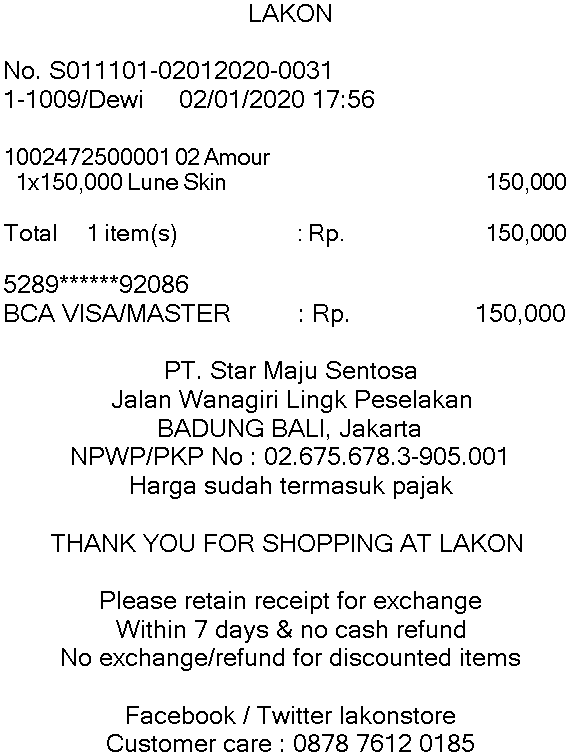 LAKON
No. S011101-02012020-0031
1-1009/Dewi 02/01/2020 17:56
1002472500001 02 Amour
1x150,000 Lune Skin 150,000
Total 1 item(s) : Rp. 150,000
5289******92086
BCA VISA/MASTER : Rp. 150,000
PT. Star Maju Sentosa
Jalan Wanagiri Lingk Peselakan
BADUNG BALI, Jakarta
NPWP/PKP No : 02.675.678.3-905.001
Harga sudah termasuk pajak
THANK YOU FOR SHOPPING AT LAKON
Please retain receipt for exchange
Within 7 days & no cash refund
No exchange/refund for discounted items
Facebook / Twitter lakonstore
Customer care : 0878 7612 0185